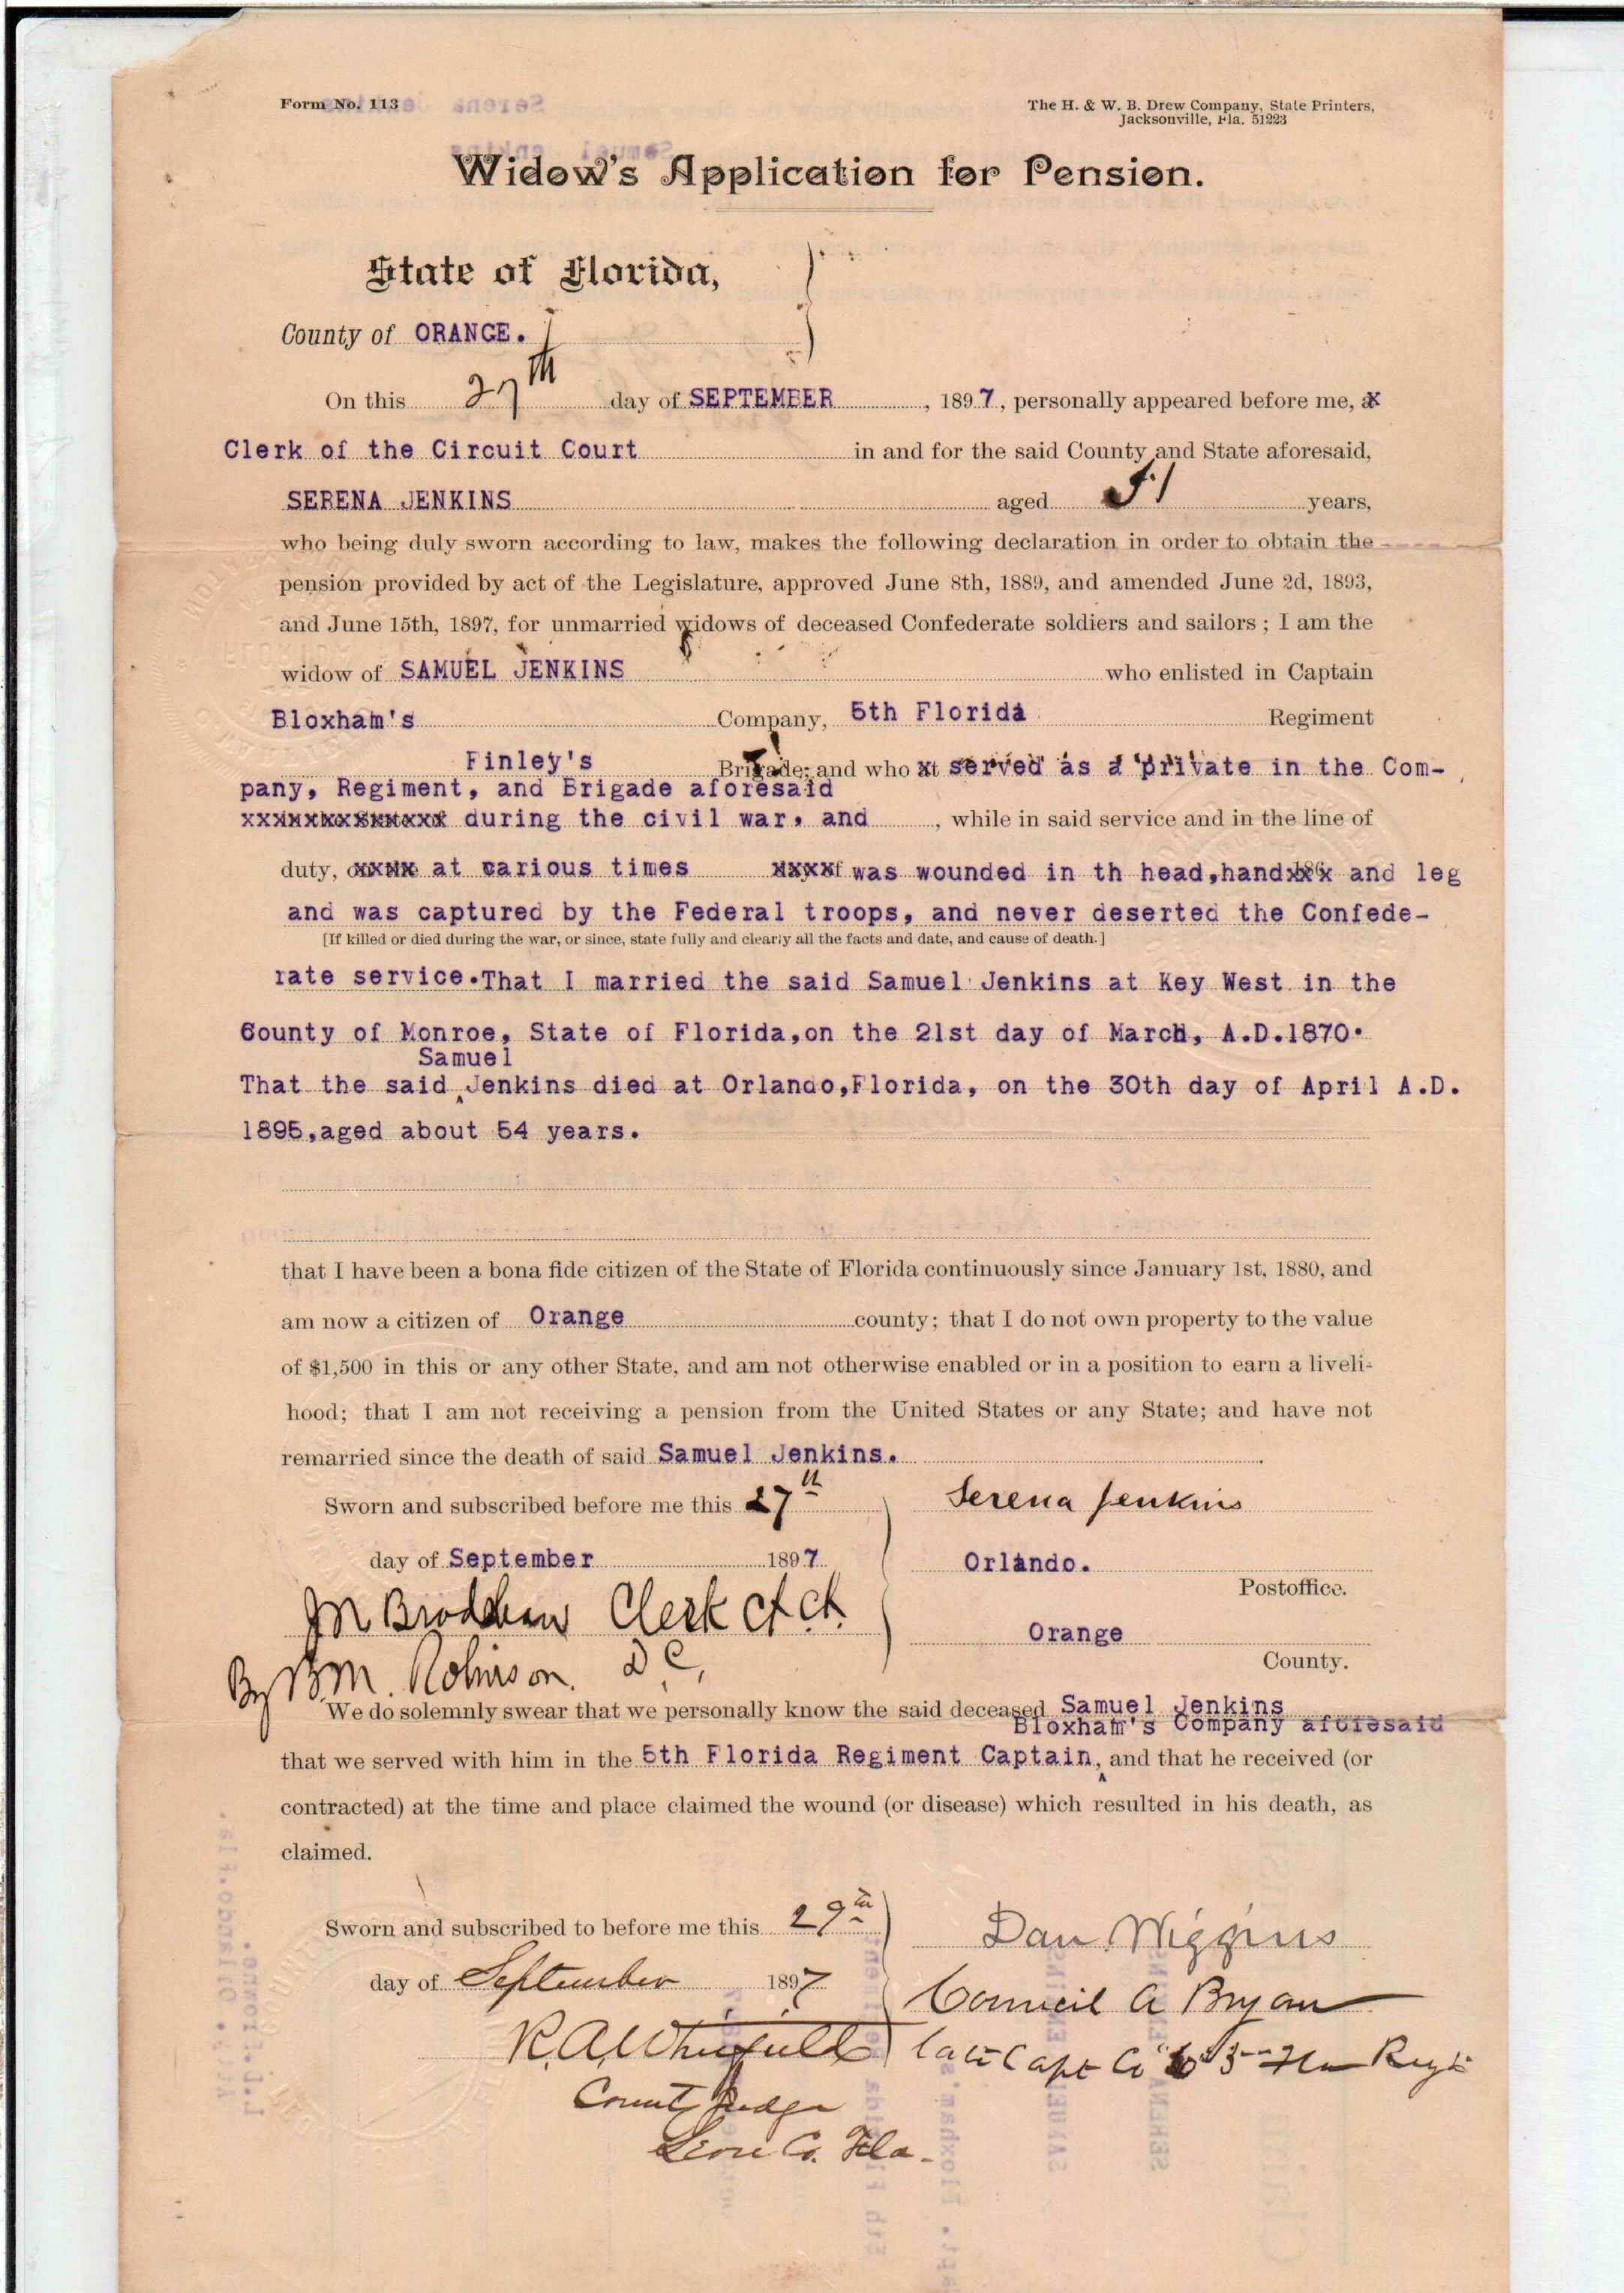 Form No. 113
The H. & W. B. Drew Company, State Printers,
Jacksonville, Fla. 51223
Widow's Application for Pension.
State of Florida,
County of ORANGE.
On this 27th day of SEPTEMBER, 1897, personally appeared before me, a
Clerk of the Circuit Court in and for the said County and State aforesaid,
SERENA JENKINS aged 51 years,
who being duly sworn according to law, makes the following declaration in order to obtain the
pension provided by act of the Legislature, approved June 8th, 1889, and amended June 2d, 1893,
and June 15th, 1897, for unmarried widows of deceased Confederate soldiers and sailors; I am the
widow of SAMUEL JENKINS who enlisted in Captain
Bloxham's Company, 5th Florida Regiment
Finley's Brigade; and who at served as a private in the Com-
pany, Regiment, and Brigade aforesaid
during the civil war, and, while in said service and in the line of
duty, on the at carious times was wounded in th head,hand 186 and leg
and was captured by the Federal troops, and never deserted the Confede-
[If killed or died during the war, or since, state fully and clearly all the facts and date, and cause of death.]
rate service.That I married the said Samuel Jenkins at Key West in the
County of Monroe, State of Florida,on the 21st day of March, A.D.1870.
Samuel
That the said Jenkins died at Orlando,Florida, on the 30th day of April A.D.
1895,aged about 54 years.
that I have been a bona fide citizen of the State of Florida continuously since January 1st, 1880, and
am now a citizen of Orange county; that I do not own property to the value
of $1,500 in this or any other State, and am not otherwise enabled or in a position to earn a liveli-
hood; that I am not receiving a pension from the United States or any State; and have not
remarried since the death of said Samuel Jenkins.
Sworn and subscribed before me this 27th Serena Jenkins
day of September 1897 Orlando.
Postoffice.
Clerk Ct Ct.
Orange
County.
By B M. Robinson. D C,
We do solemnly swear that we personally know the said deceased Samuel Jenkins
Bloxham's Company aforesaid
that we served with him in the 5th Florida Regiment Captain, and that he received (or
contracted) at the time and place claimed the wound (or disease) which resulted in his death, as
claimed.
Sworn and subscribed to before me this 29th Dan Wiggins
day of September 1897 Council A Bryan
R.A. Whitfield late Capt Co 5th Fla Regt
County Judge
Leon Co. Fla.